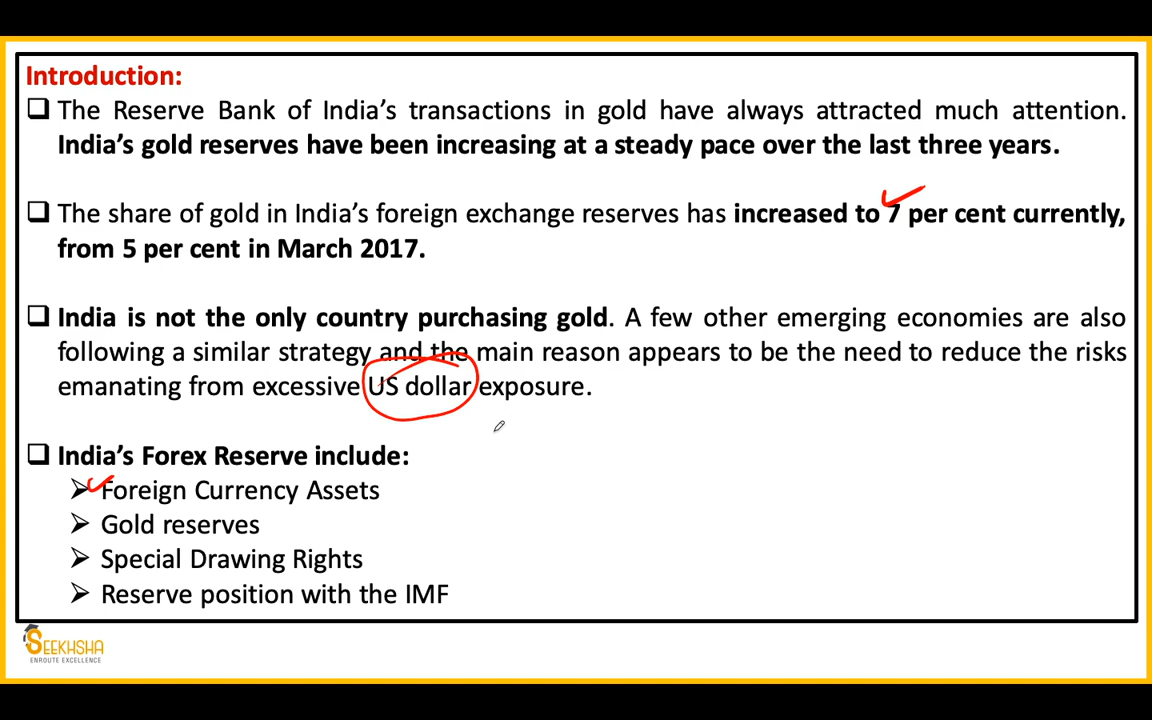 Introduction:
The Reserve Bank of India’s transactions in gold have always attracted much attention.
India’s gold reserves have been increasing at a steady pace over the last three years.
The share of gold in India’s foreign exchange reserves has increased to 7 per cent currently,
from 5 per cent in March 2017.
India is not the only country purchasing gold. A few other emerging economies are also
following a similar strategy and the main reason appears to be the need to reduce the risks
emanating from excessive US dollar exposure.
India’s Forex Reserve include:
Foreign Currency Assets
Gold reserves
Special Drawing Rights
Reserve position with the IMF
SEEKHSHA
ENROUTE EXCELLENCE